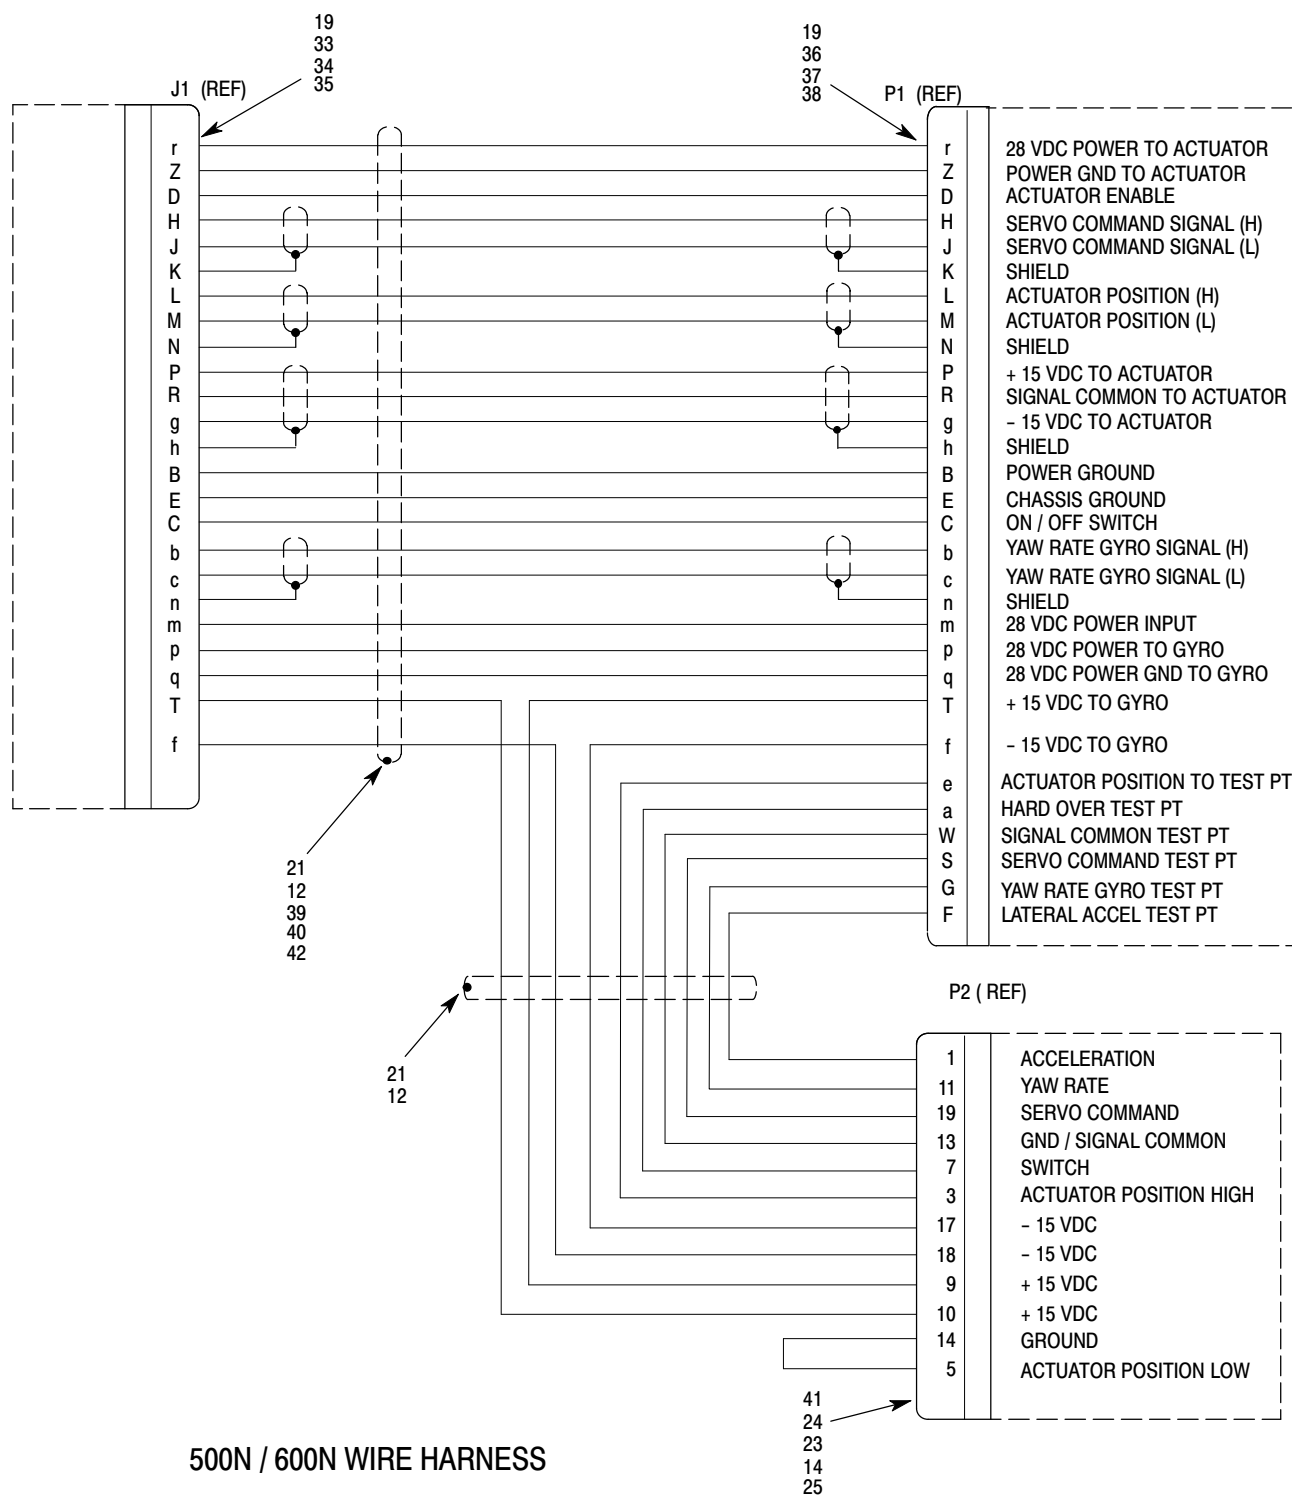 19
33
34
35
J1 (REF)
19
36
37
38
P1 (REF)
r r 28 VDC POWER TO ACTUATOR
Z Z POWER GND TO ACTUATOR
D D ACTUATOR ENABLE
H H SERVO COMMAND SIGNAL (H)
J J SERVO COMMAND SIGNAL (L)
K K SHIELD
L L ACTUATOR POSITION (H)
M M ACTUATOR POSITION (L)
N N SHIELD
P P + 15 VDC TO ACTUATOR
R R SIGNAL COMMON TO ACTUATOR
g g - 15 VDC TO ACTUATOR
h h SHIELD
B B POWER GROUND
E E CHASSIS GROUND
C C ON / OFF SWITCH
b b YAW RATE GYRO SIGNAL (H)
c c YAW RATE GYRO SIGNAL (L)
n n SHIELD
m m 28 VDC POWER INPUT
p p 28 VDC POWER TO GYRO
q q 28 VDC POWER GND TO GYRO
T T + 15 VDC TO GYRO
f f - 15 VDC TO GYRO
e ACTUATOR POSITION TO TEST PT
a HARD OVER TEST PT
W SIGNAL COMMON TEST PT
S SERVO COMMAND TEST PT
G YAW RATE GYRO TEST PT
F LATERAL ACCEL TEST PT
21
12
39
40
42
P2 ( REF)
21
12
1 ACCELERATION
11 YAW RATE
19 SERVO COMMAND
13 GND / SIGNAL COMMON
7 SWITCH
3 ACTUATOR POSITION HIGH
17 - 15 VDC
18 - 15 VDC
9 + 15 VDC
10 + 15 VDC
14 GROUND
5 ACTUATOR POSITION LOW
41
24
23
14
25
500N / 600N WIRE HARNESS